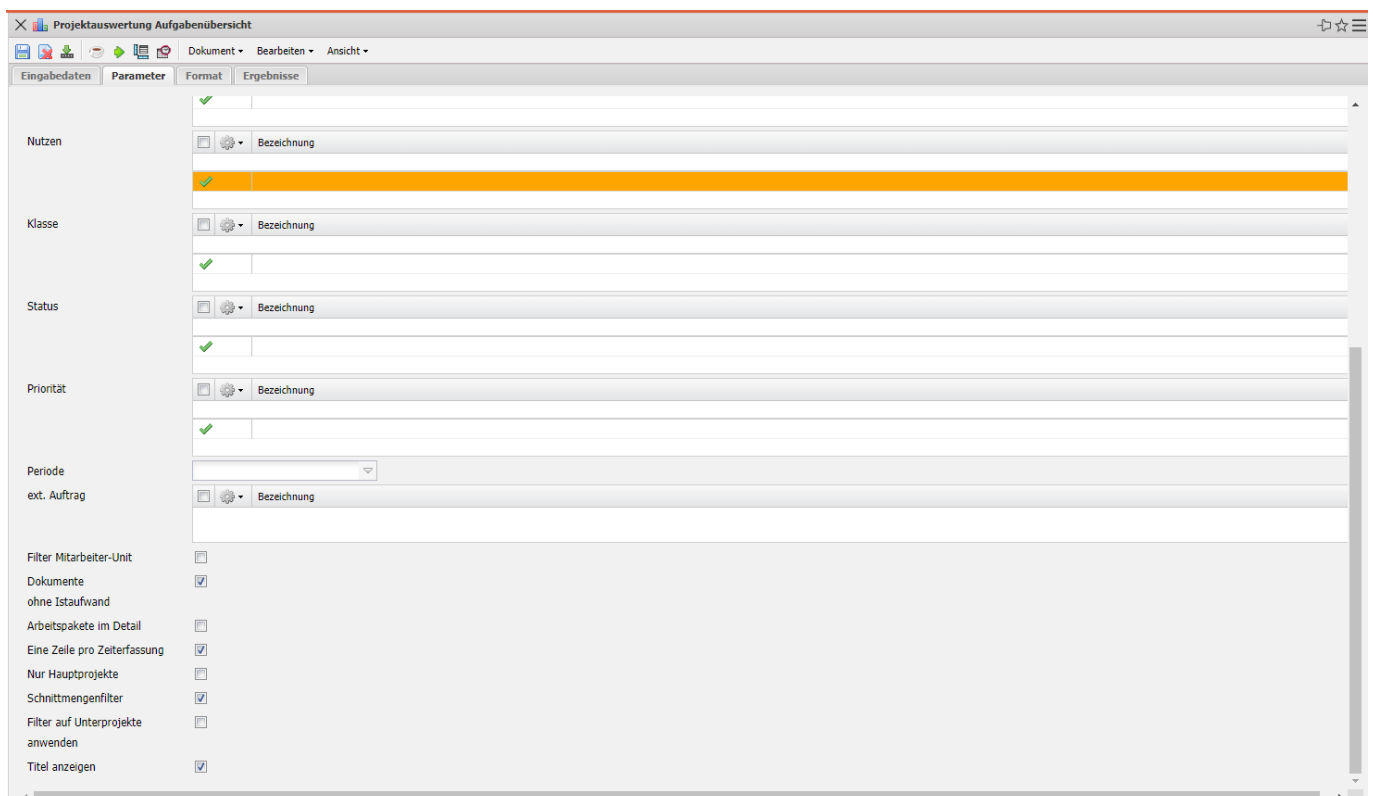 Projektauswertung Aufgabenübersicht
Dokument Bearbeiten Ansicht
Eingabedaten Parameter Format Ergebnisse
Nutzen Bezeichnung
Klasse Bezeichnung
Status Bezeichnung
Priorität Bezeichnung
Periode
ext. Auftrag Bezeichnung
Filter Mitarbeiter-Unit
Dokumente
ohne Istaufwand
Arbeitspakete im Detail
Eine Zeile pro Zeiterfassung
Nur Hauptprojekte
Schnittmengenfilter
Filter auf Unterprojekte
anwenden
Titel anzeigen